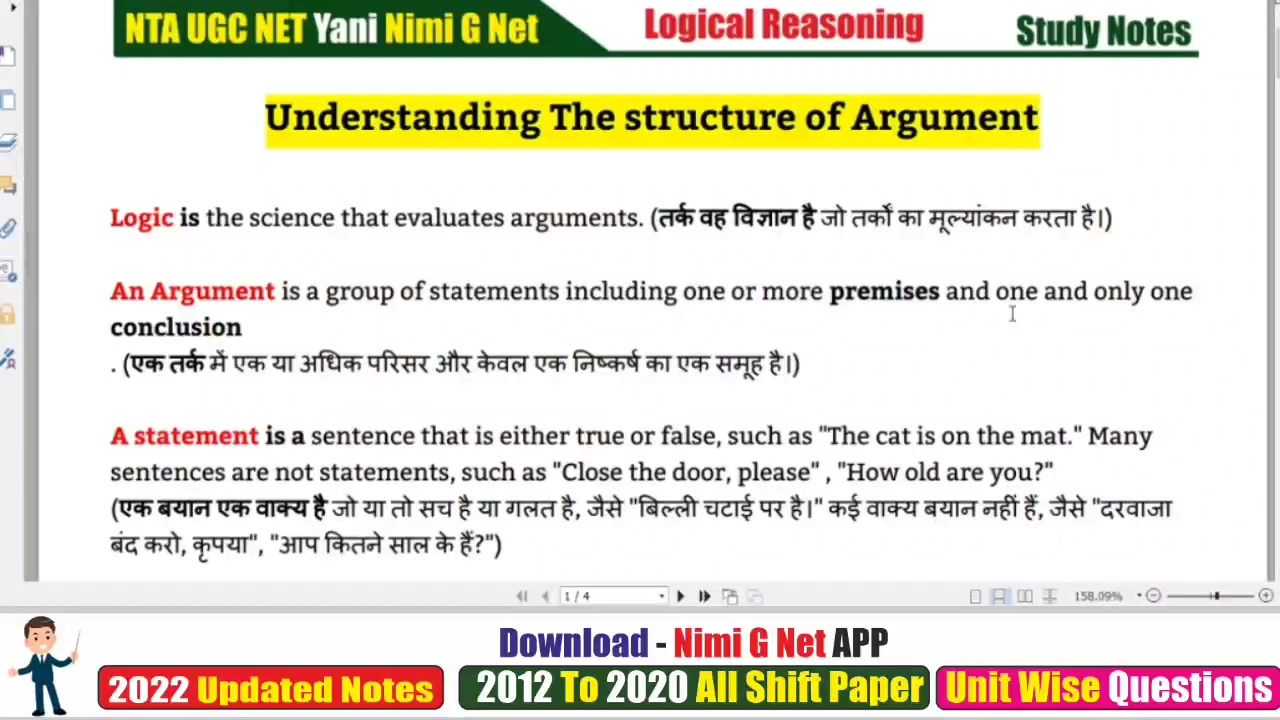 NTA UGC NET Yani Nimi G Net
Logical Reasoning
Study Notes
Understanding The structure of Argument
Logic is the science that evaluates arguments. (तर्क वह विज्ञान है जो तर्कों का मूल्यांकन करता है।)
An Argument is a group of statements including one or more premises and one and only one
conclusion
. (एक तर्क में एक या अधिक परिसर और केवल एक निष्कर्ष का एक समूह है।)
A statement is a sentence that is either true or false, such as "The cat is on the mat." Many
sentences are not statements, such as "Close the door, please" , "How old are you?"
(एक बयान एक वाक्य है जो या तो सच है या गलत है, जैसे "बिल्ली चटाई पर है।" कई वाक्य बयान नहीं हैं, जैसे "दरवाजा
बंद करो, कृपया", "आप कितने साल के हैं?")
1 / 4
158.09%
Download - Nimi G Net APP
2022 Updated Notes
2012 To 2020 All Shift Paper
Unit Wise Questions